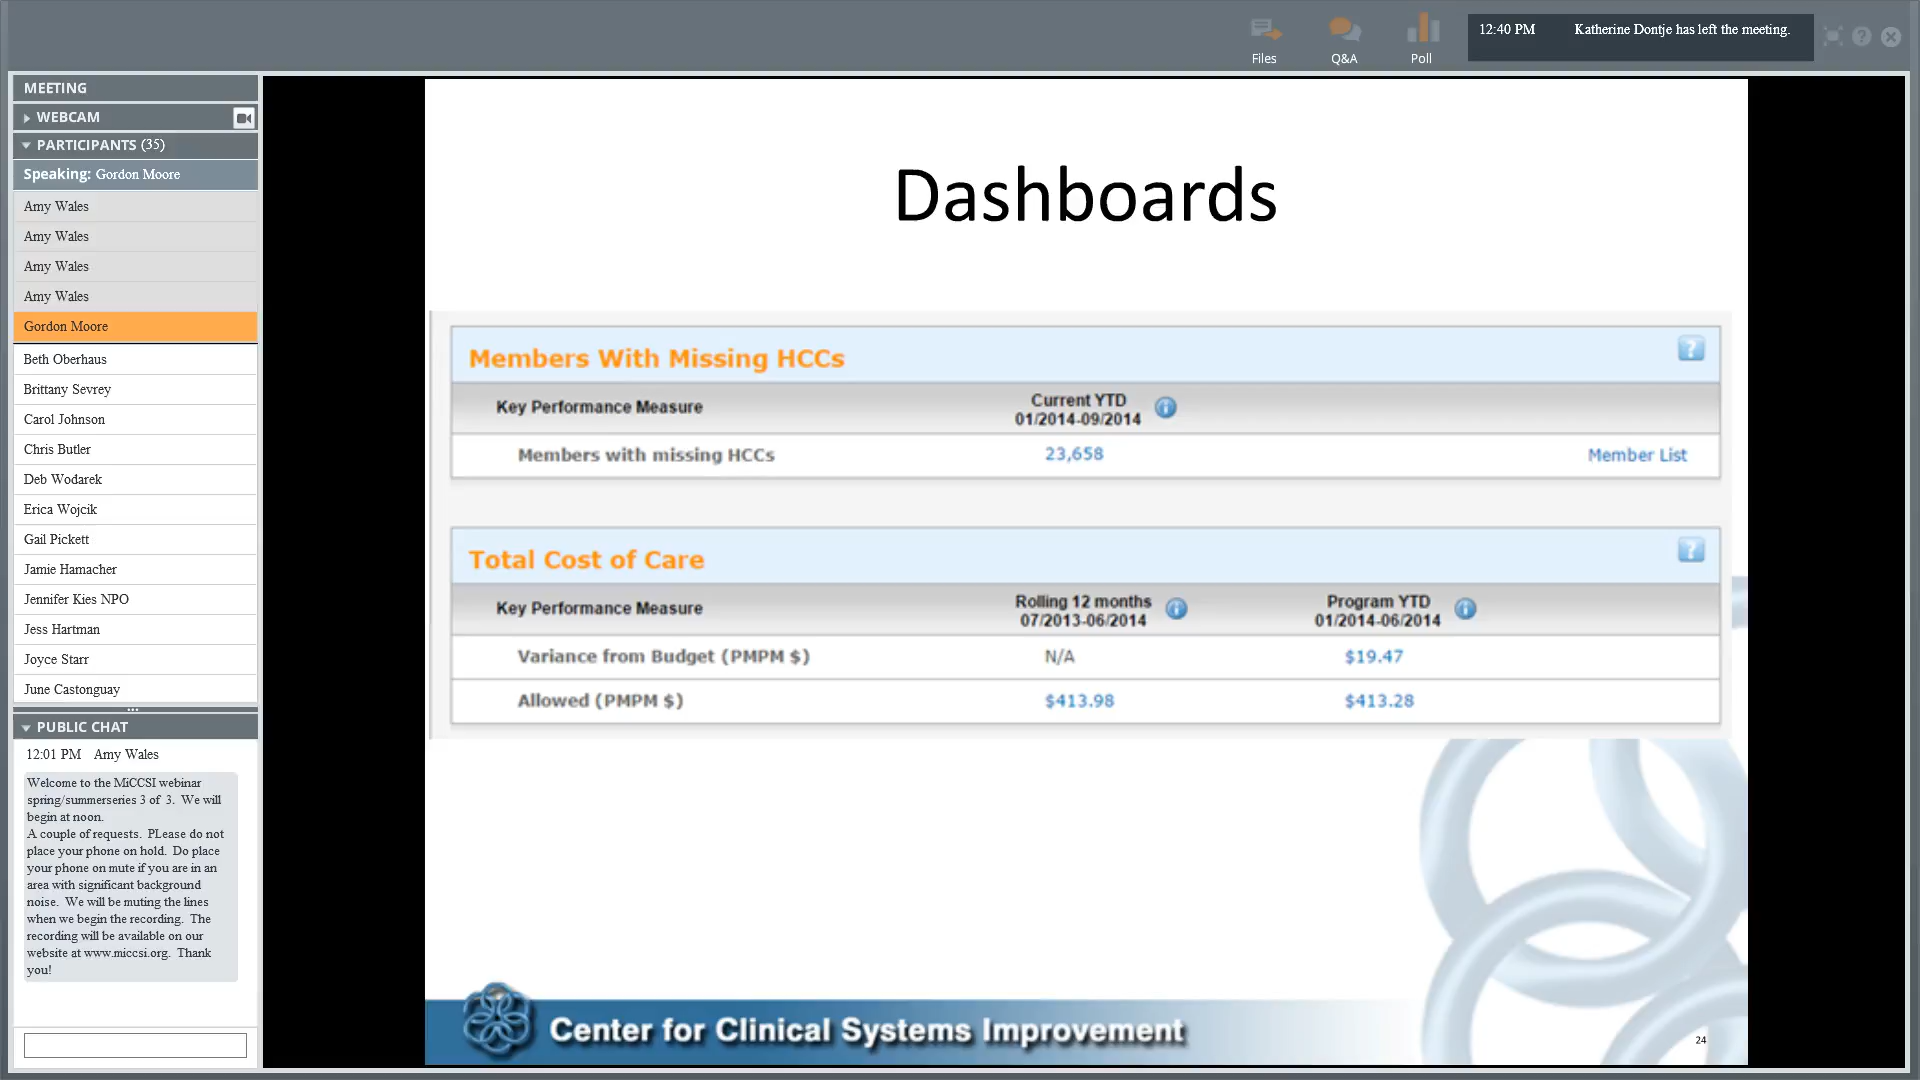 Files
Q&A
Poll
12:40 PM Katherine Dontje has left the meeting.
MEETING
WEBCAM
PARTICIPANTS (35)
Speaking: Gordon Moore
Amy Wales
Amy Wales
Amy Wales
Amy Wales
Gordon Moore
Beth Oberhaus
Brittany Sevrey
Carol Johnson
Chris Butler
Deb Wodarek
Erica Wojcik
Gail Pickett
Jamie Hamacher
Jennifer Kies NPO
Jess Hartman
Joyce Starr
June Castonguay
PUBLIC CHAT
12:01 PM Amy Wales
Welcome to the MiCCSI webinar
spring/summerseries 3 of 3. We will
begin at noon.
A couple of requests. PLease do not
place your phone on hold. Do place
your phone on mute if you are in an
area with significant background
noise. We will be muting the lines
when we begin the recording. The
recording will be available on our
website at www.miccsi.org. Thank
you!
Dashboards
Members With Missing HCCs
?
Key Performance Measure
Current YTD
01/2014-09/2014
Members with missing HCCs 23,658 Member List
Total Cost of Care
?
Key Performance Measure
Rolling 12 months
07/2013-06/2014
Program YTD
01/2014-06/2014
Variance from Budget (PMPM $) N/A $19.47
Allowed (PMPM $) $413.98 $413.28
Center for Clinical Systems Improvement
24